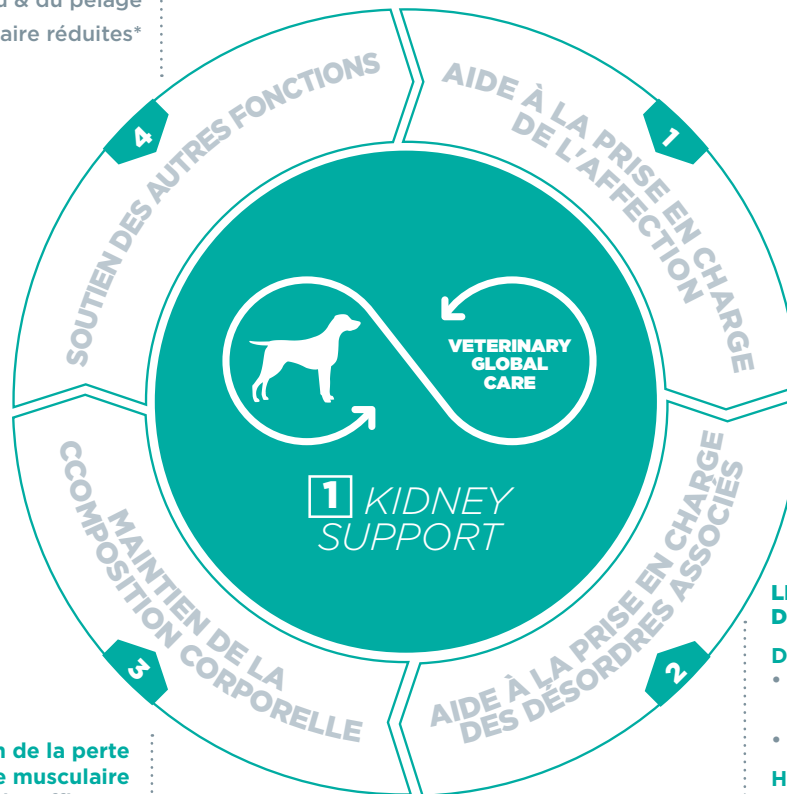 & du pelage
aire réduites*
SOUTIEN DES AUTRES FONCTIONS
4
AIDE À LA PRISE EN CHARGE
DE L'AFFECTION
1
VETERINARY
GLOBAL
CARE
1 KIDNEY
SUPPORT
MAINTIEN DE LA
CCOMPOSITION CORPORELLE
3
AIDE À LA PRISE EN CHARGE
DES DÉSORDRES ASSOCIÉS
2
n de la perte
e musculaire